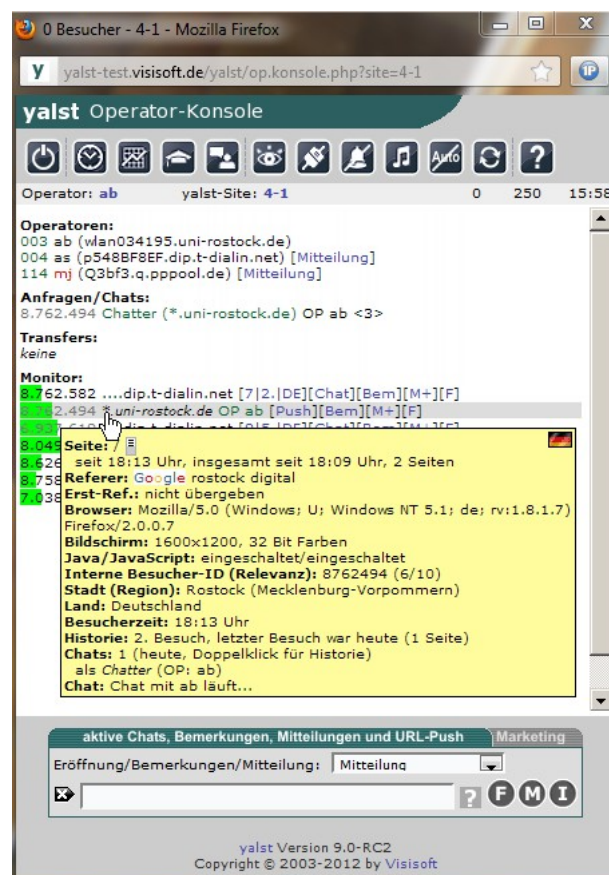 0 Besucher - 4-1 - Mozilla Firefox
yalst-test.visisoft.de/yalst/op.konsole.php?site=4-1
yalst Operator-Konsole
Auto ?
Operator: ab yalst-Site: 4-1 0 250 15:58
Operatoren:
003 ab (wlan034195.uni-rostock.de)
004 as (p548BF8EF.dip.t-dialin.net) [Mitteilung]
114 mj (Q3bf3.q.pppool.de) [Mitteilung]
Anfragen/Chats:
8.762.494 Chatter (*.uni-rostock.de) OP ab <3>
Transfers:
keine
Monitor:
8.762.582 ....dip.t-dialin.net [7|2.|DE][Chat][Bem][M+][F]
8.762.494 *.uni-rostock.de OP ab [Push][Bem][M+][F]
8.049
8.626
8.758
7.038
Seite: /
seit 18:13 Uhr, insgesamt seit 18:09 Uhr, 2 Seiten
Referer: Google rostock digital
Erst-Ref.: nicht übergeben
Browser: Mozilla/5.0 (Windows; U; Windows NT 5.1; de; rv:1.8.1.7)
Firefox/2.0.0.7
Bildschirm: 1600x1200, 32 Bit Farben
Java/JavaScript: eingeschaltet/eingeschaltet
Interne Besucher-ID (Relevanz): 8762494 (6/10)
Stadt (Region): Rostock (Mecklenburg-Vorpommern)
Land: Deutschland
Besucherzeit: 18:13 Uhr
Historie: 2. Besuch, letzter Besuch war heute (1 Seite)
Chats: 1 (heute, Doppelklick für Historie)
als Chatter (OP: ab)
Chat: Chat mit ab läuft...
aktive Chats, Bemerkungen, Mitteilungen und URL-Push Marketing
Eröffnung/Bemerkungen/Mitteilung: Mitteilung
? F M I
yalst Version 9.0-RC2
Copyright © 2003-2012 by Visisoft